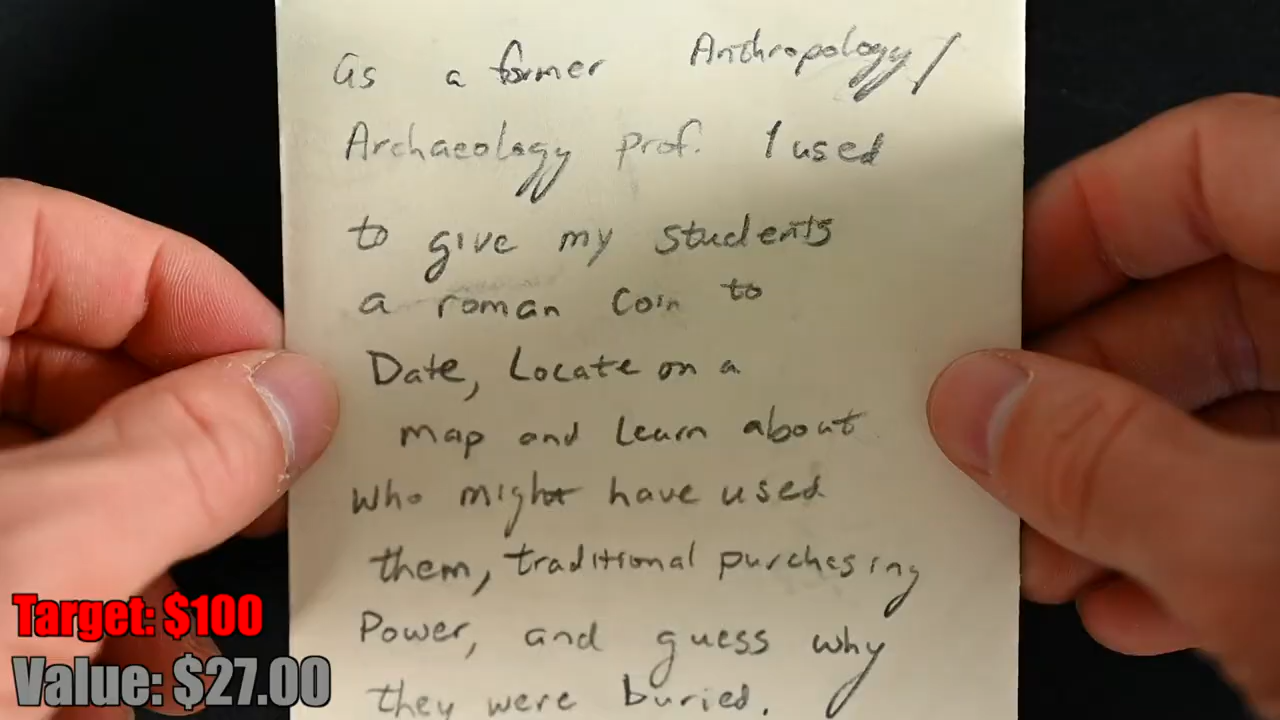 as a former Anthropology/
Archaeology prof. I used
to give my students
a roman coin to
Date, Locate on a
map and Learn about
who might have used
them, traditional purchesing
Power, and guess why
they were buried.
Target: $100
Value: $27.00